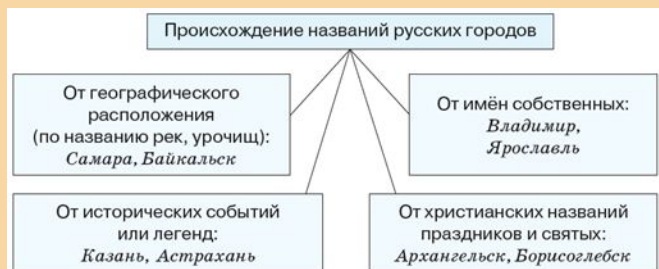 Происхождение названий русских городов
От географического
расположения
(по названию рек, урочищ):
Самара, Байкальск
От имён собственных:
Владимир,
Ярославль
От исторических событий
или легенд:
Казань, Астрахань
От христианских названий
праздников и святых:
Архангельск, Борисоглебск